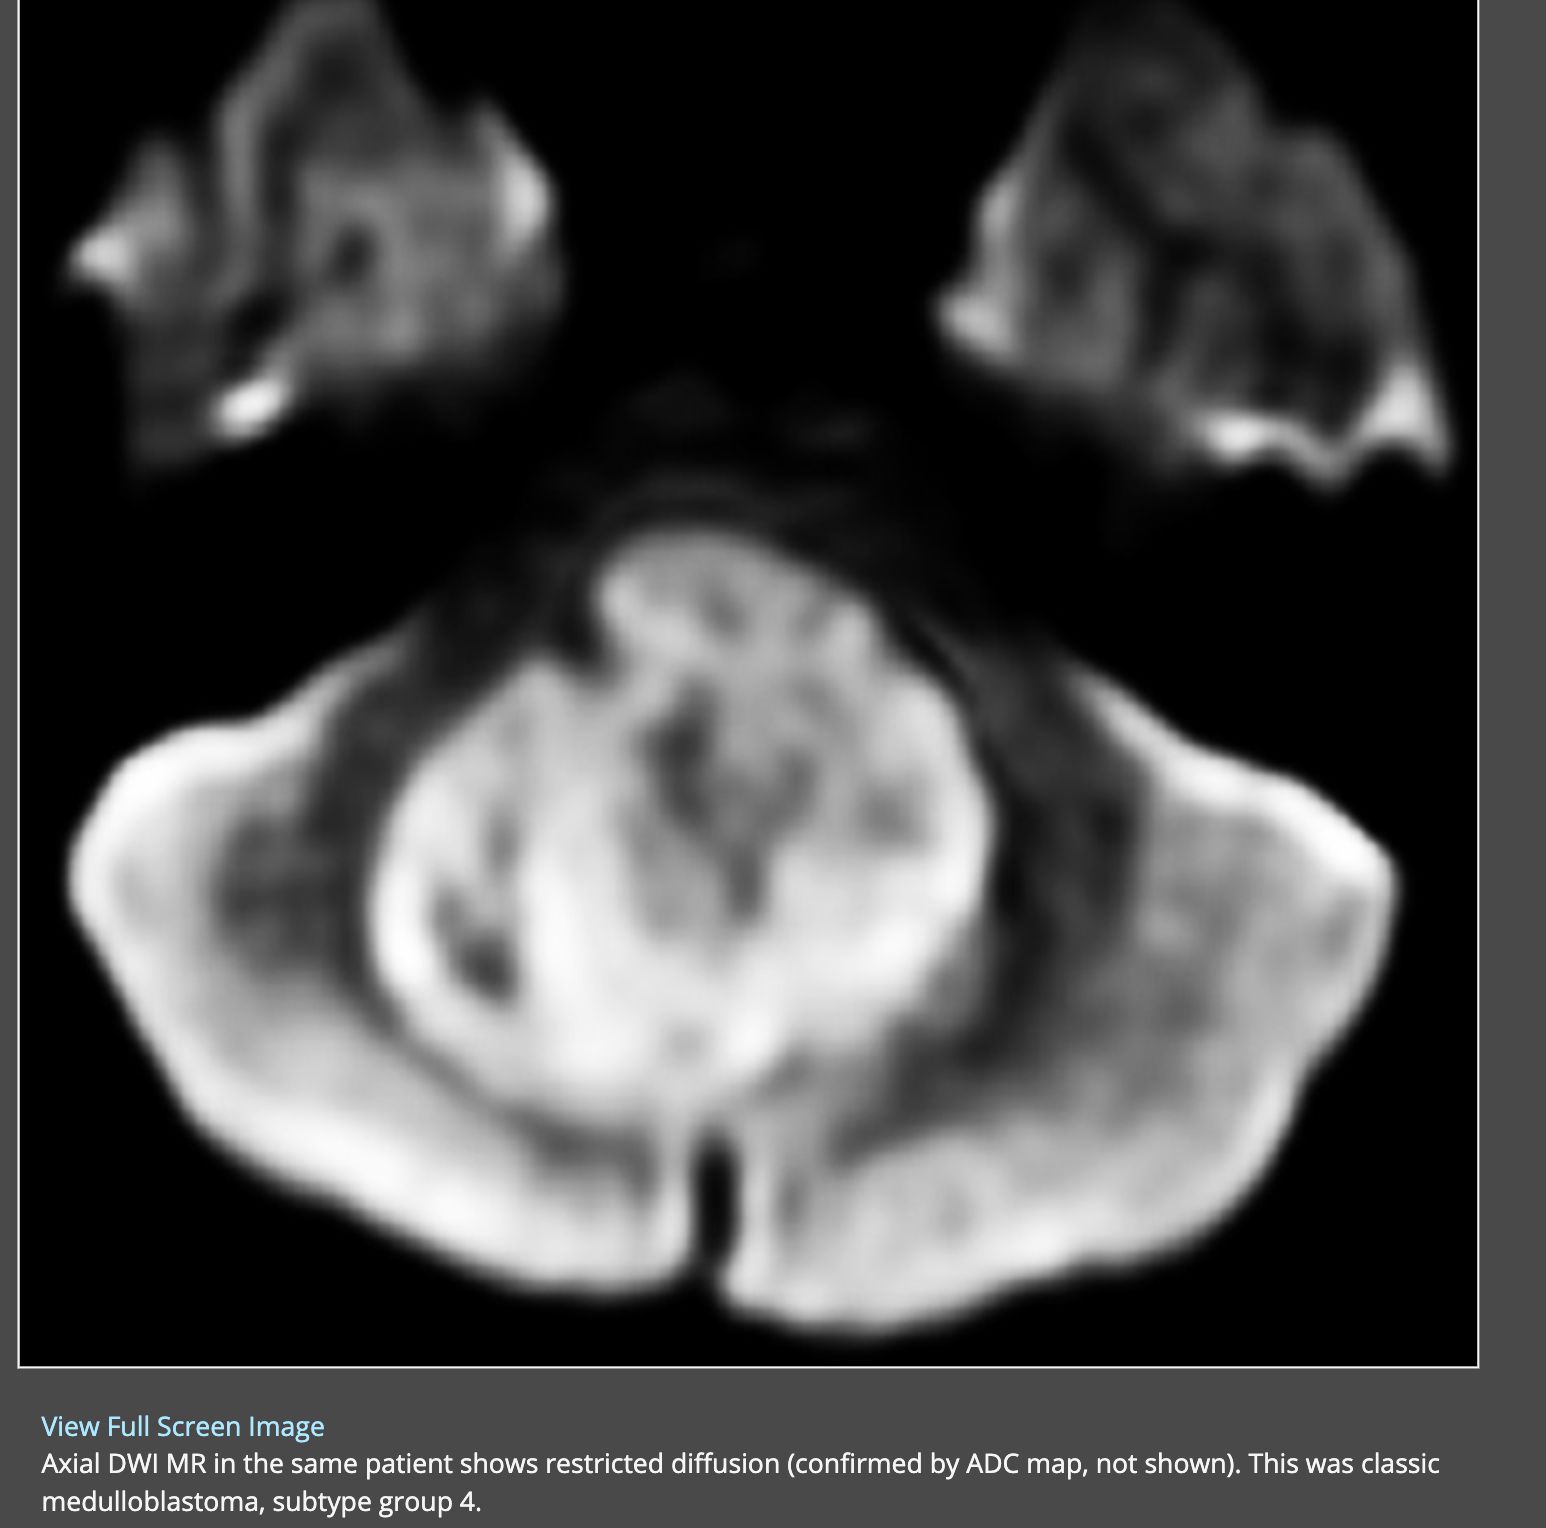 View Full Screen Image
Axial DWI MR in the same patient shows restricted diffusion (confirmed by ADC map, not shown). This was classic
medulloblastoma, subtype group 4.